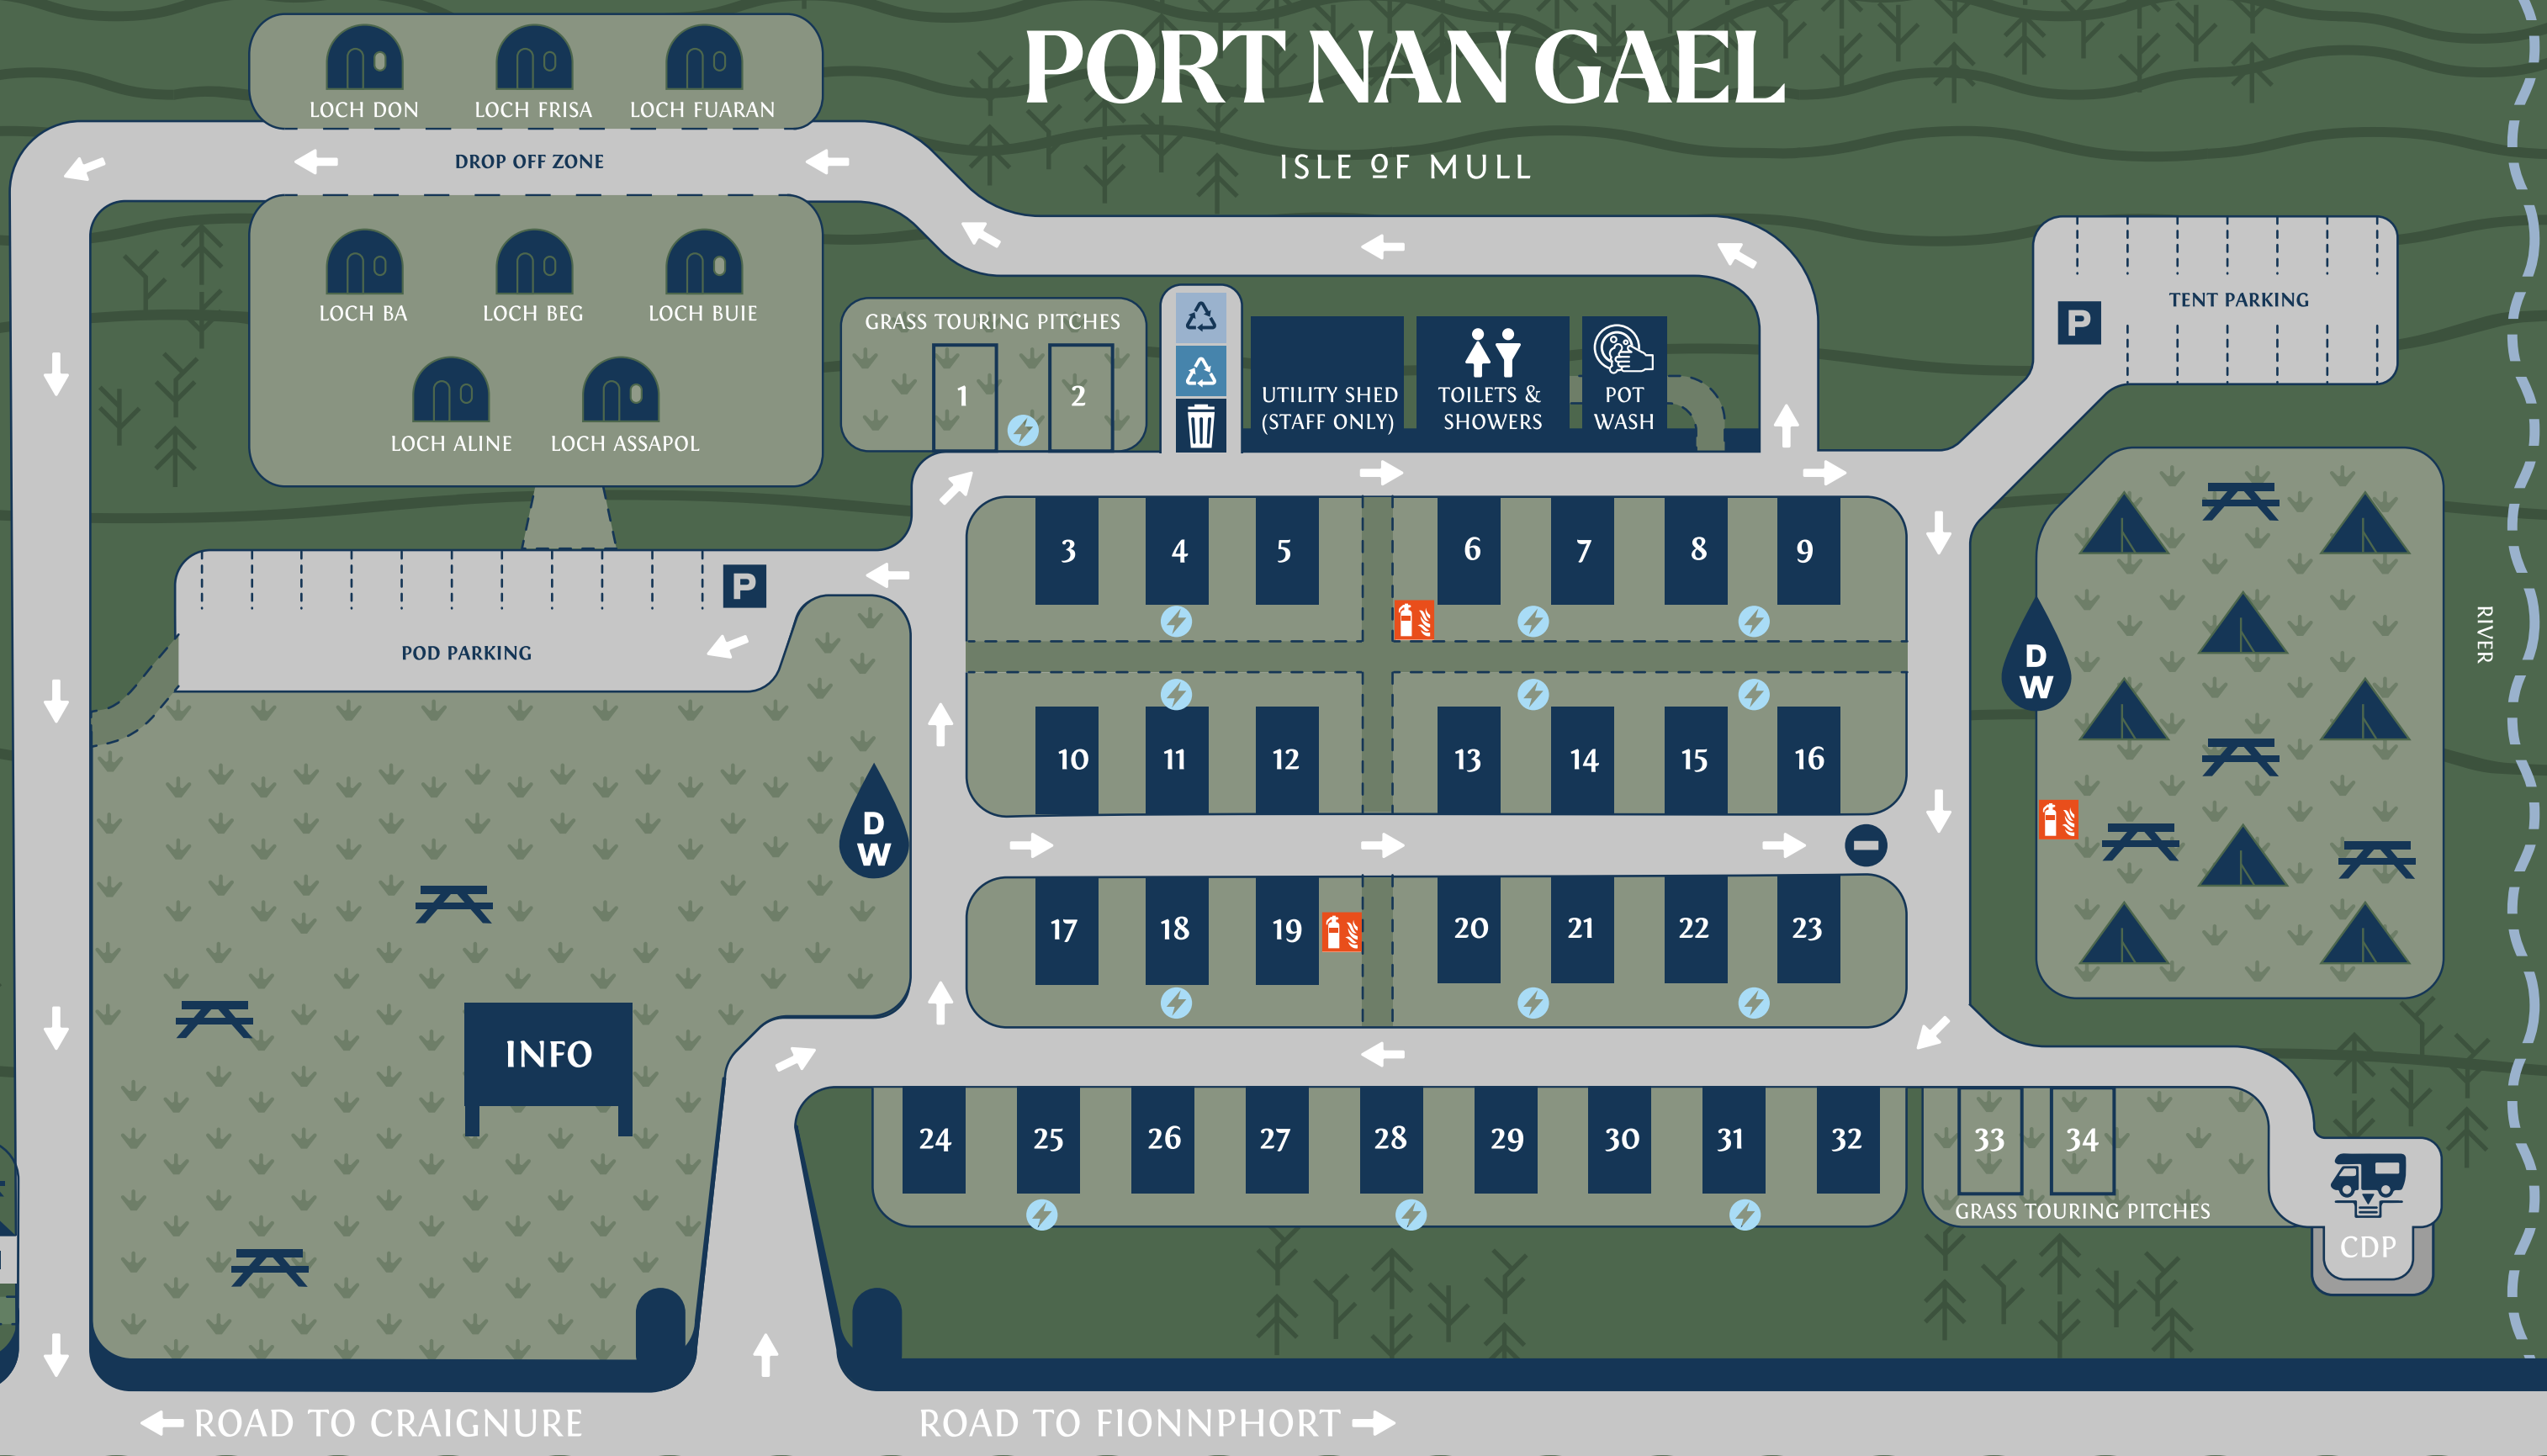 PORT NAN GAEL
ISLE OF MULL
LOCH DON
LOCH FRISA
LOCH FUARAN
DROP OFF ZONE
LOCH BA
LOCH BEG
LOCH BUIE
LOCH ALINE
LOCH ASSAPOL
GRASS TOURING PITCHES
1
2
UTILITY SHED
(STAFF ONLY)
TOILETS &
SHOWERS
POT
WASH
P
TENT PARKING
P
POD PARKING
3
4
5
6
7
8
9
10
11
12
13
14
15
16
D
W
D
W
RIVER
17
18
19
20
21
22
23
INFO
24
25
26
27
28
29
30
31
32
33
34
GRASS TOURING PITCHES
CDP
ROAD TO CRAIGNURE
ROAD TO FIONNPHORT